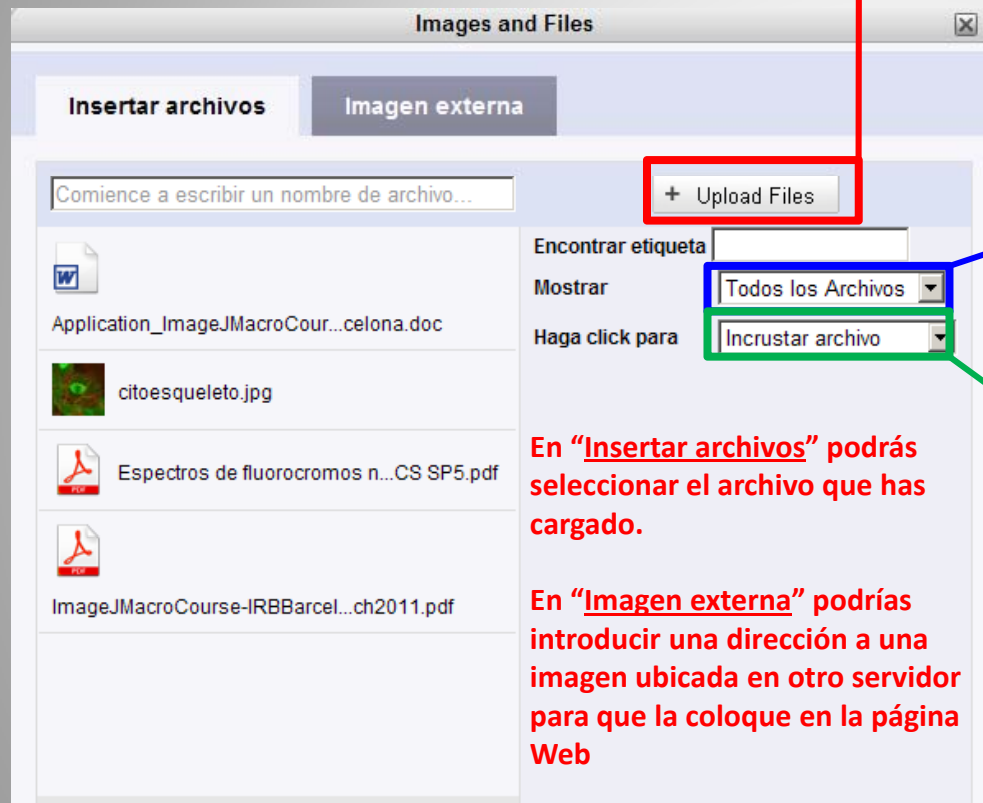 Images and Files
Insertar archivos
Imagen externa
Comience a escribir un nombre de archivo...
+ Upload Files
Application_ImageJMacroCour...celona.doc
citoesqueleto.jpg
Espectros de fluorocromos n...CS SP5.pdf
ImageJMacroCourse-IRBBarcel...ch2011.pdf
Encontrar etiqueta
Mostrar
Todos los Archivos
Haga click para
Incrustar archivo
En “Insertar archivos” podrás
seleccionar el archivo que has
cargado.
En “Imagen externa” podrías
introducir una dirección a una
imagen ubicada en otro servidor
para que la coloque en la página
Web